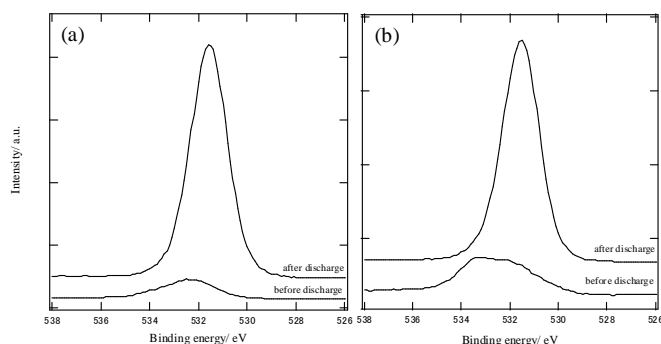 (a)
(b)
Intensity/ a.u.
after discharge
before discharge
after discharge
before discharge
538 536 534 532 530 528 526
538 536 534 532 530 528 526
Binding energy/ eV
Binding energy/ eV